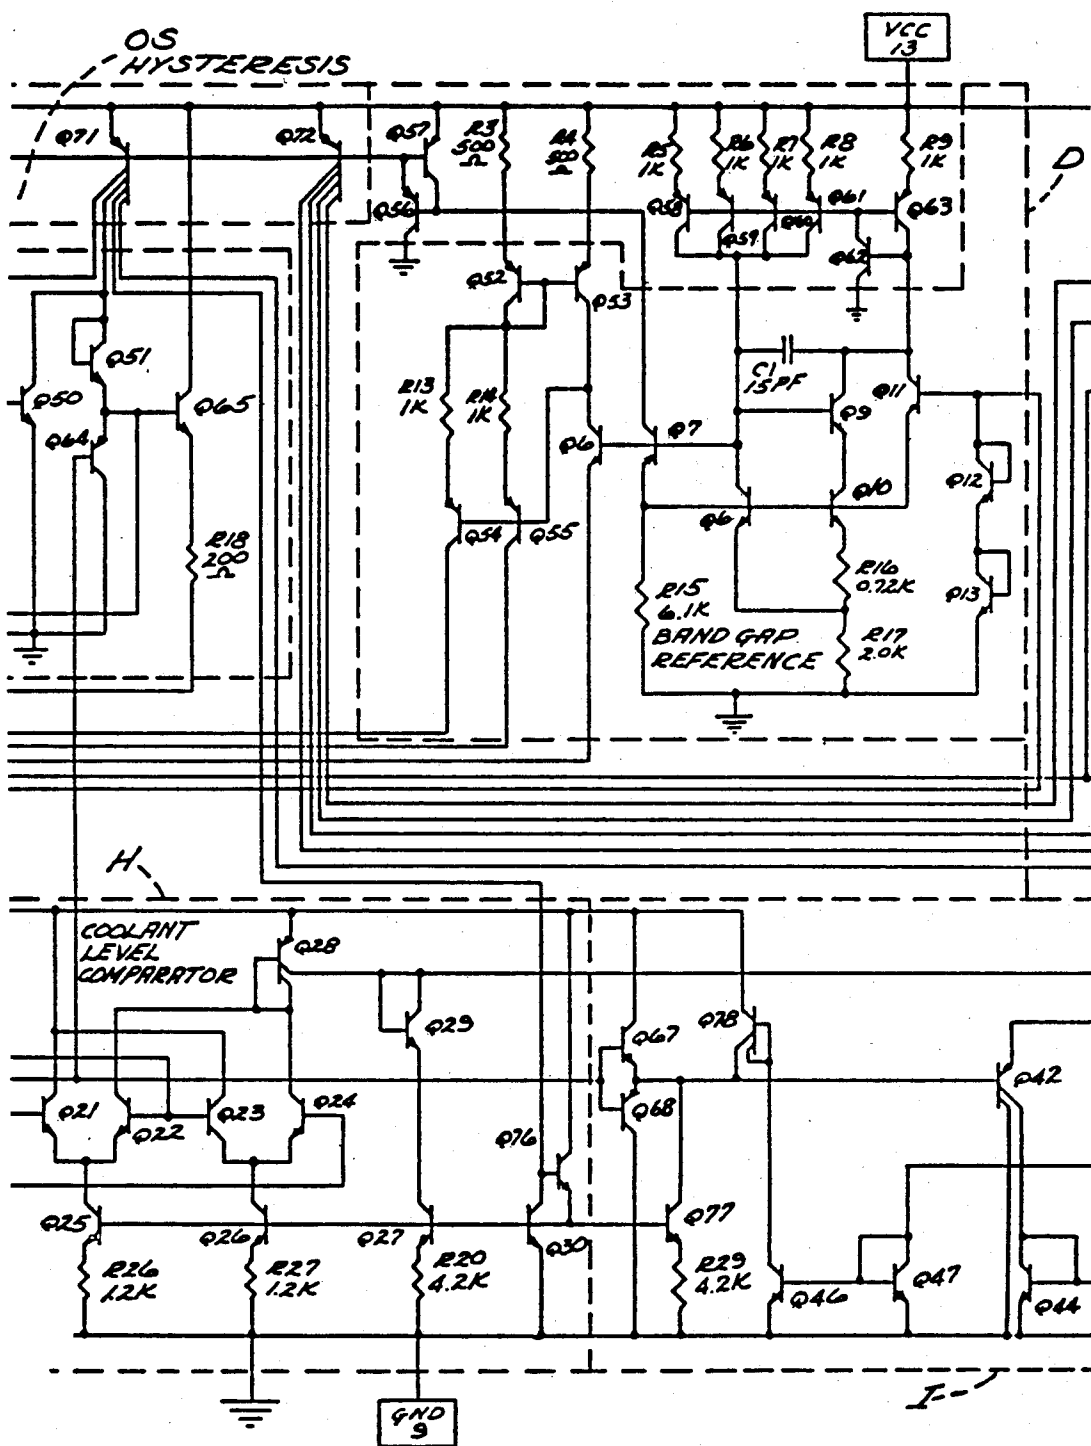 OS
HYSTERESIS
VCC
13
Q71
Q72
Q57
R3
500
Ω
R4
500
Ω
R5
1K
R6
1K
R7
1K
R8
1K
R9
1K
D
Q56
Q58
Q59
Q60
Q61
Q63
Q62
Q52
Q53
Q51
Q50
Q65
Q64
R13
1K
R14
1K
C1
15PF
Q11
Q9
Q6
Q7
Q12
Q10
Q54
Q55
Q6
R18
200
Ω
R15
6.1K
R16
0.72K
Q13
BAND GAP
REFERENCE
R17
2.0K
H
COOLANT
LEVEL
COMPARATOR
Q28
Q29
Q67
Q78
Q42
Q21
Q22
Q23
Q24
Q68
Q76
Q25
Q26
Q27
Q30
Q77
R26
1.2K
R27
1.2K
R20
4.2K
R29
4.2K
Q46
Q47
Q44
GND
9
I